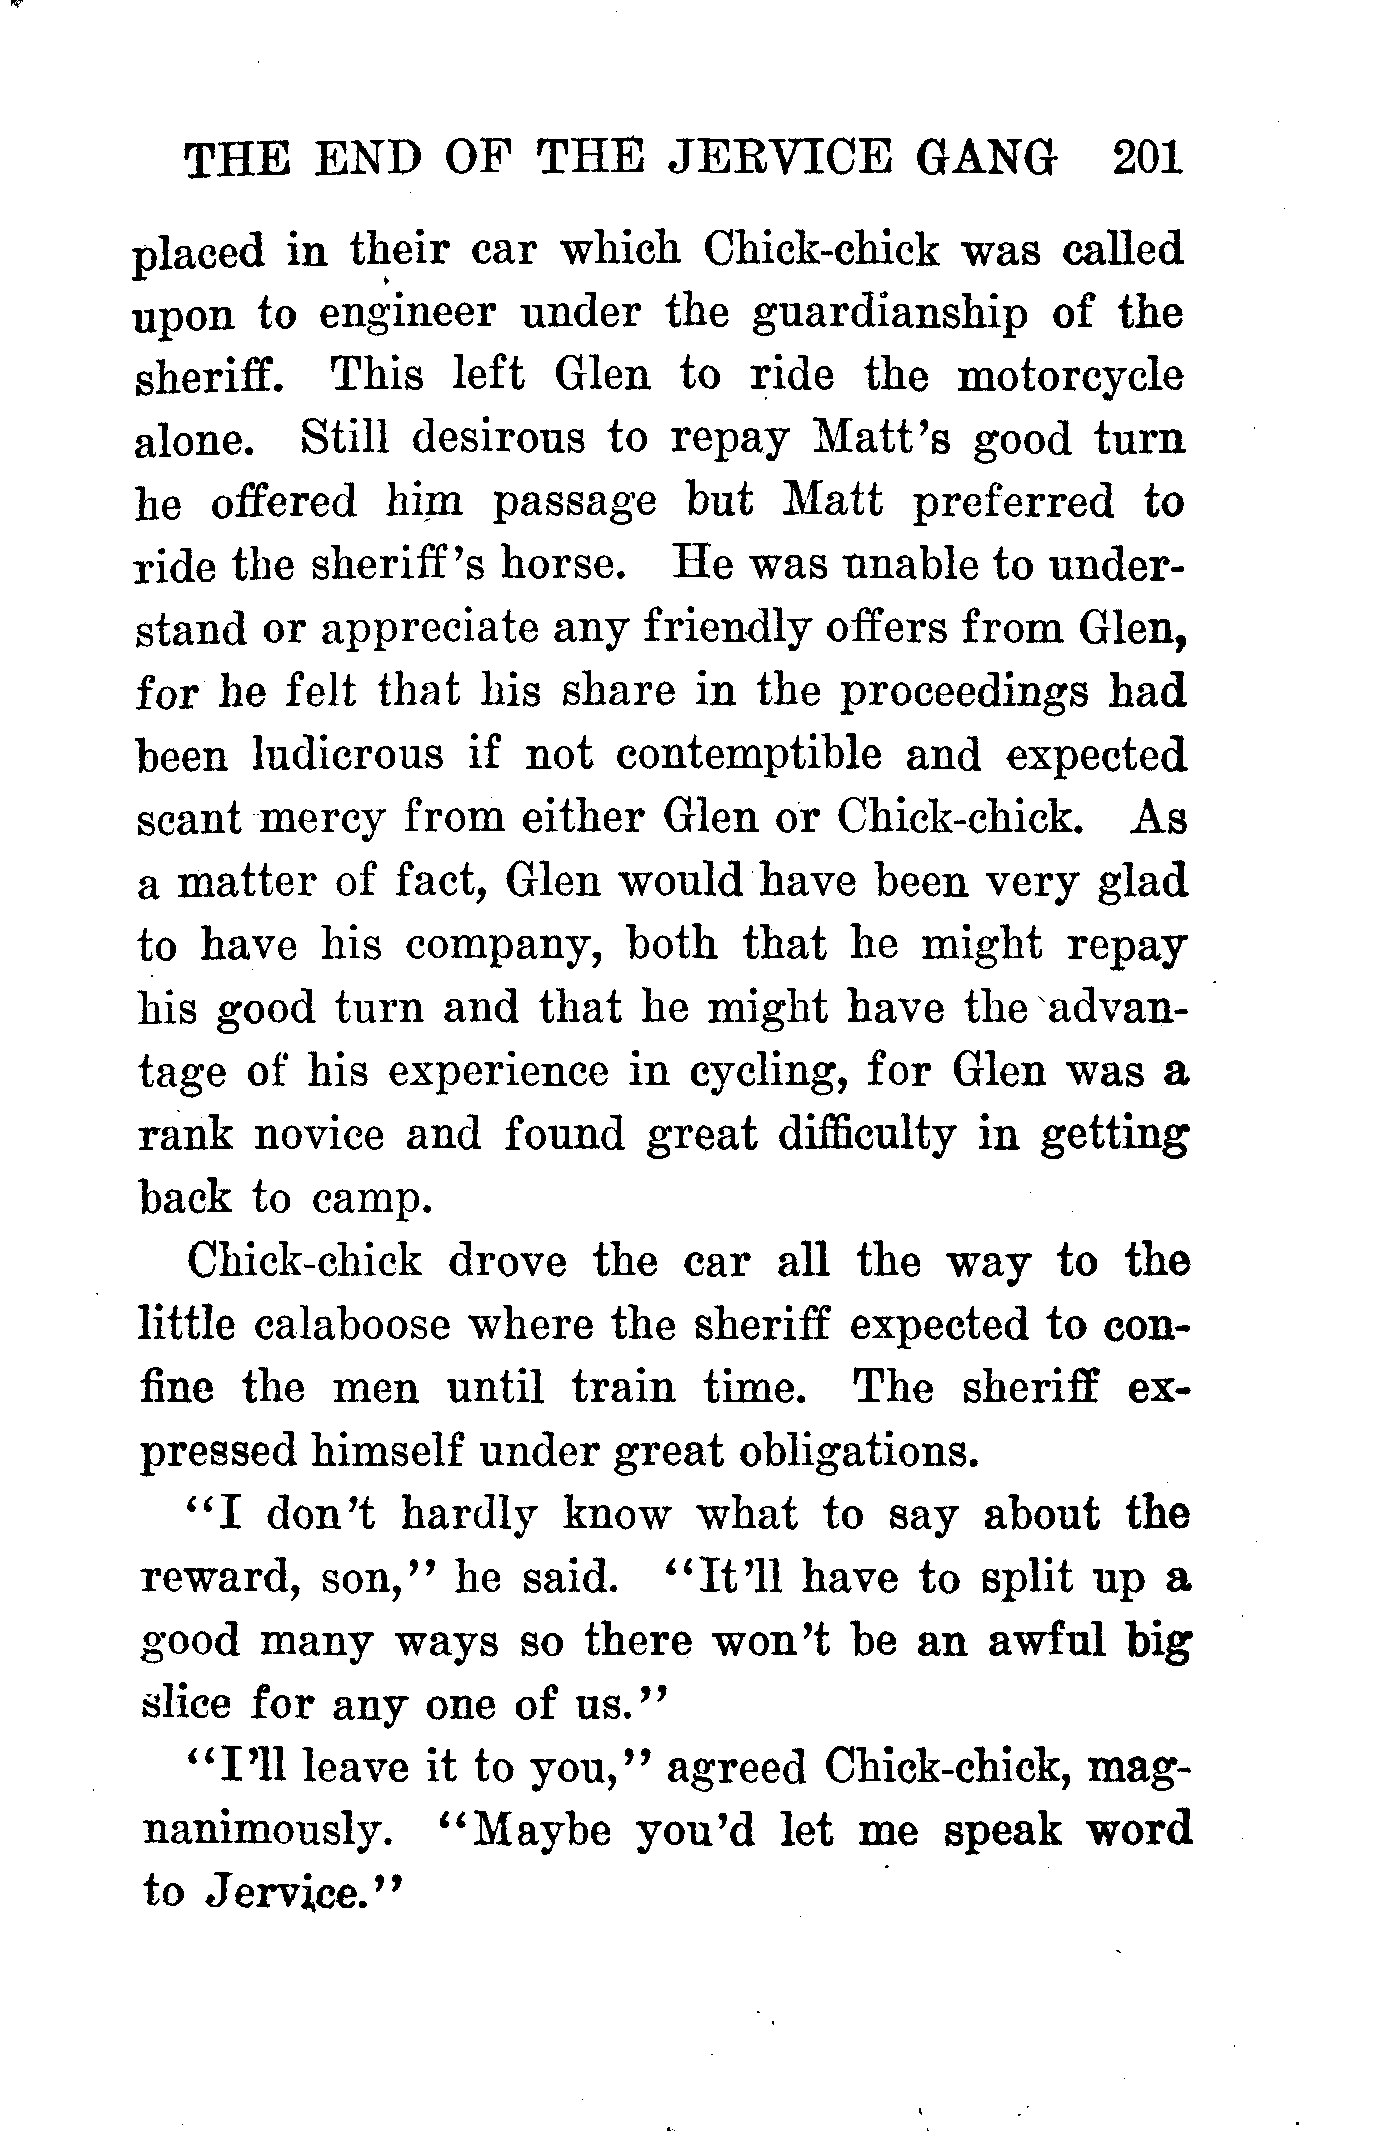 THE END OF THE JERVICE GANG 201
placed in their car which Chick-chick was called
upon to engineer under the guardianship of the
sheriff. This left Glen to ride the motorcycle
alone. Still desirous to repay Matt's good turn
he offered him passage but Matt preferred to
ride the sheriff's horse. He was unable to under-
stand or appreciate any friendly offers from Glen,
for he felt that his share in the proceedings had
been ludicrous if not contemptible and expected
scant mercy from either Glen or Chick-chick. As
a matter of fact, Glen would have been very glad
to have his company, both that he might repay
his good turn and that he might have the advan-
tage of his experience in cycling, for Glen was a
rank novice and found great difficulty in getting
back to camp.
Chick-chick drove the car all the way to the
little calaboose where the sheriff expected to con-
fine the men until train time. The sheriff ex-
pressed himself under great obligations.
"I don't hardly know what to say about the
reward, son," he said. "It'll have to split up a
good many ways so there won't be an awful big
slice for any one of us."
"I'll leave it to you," agreed Chick-chick, mag-
nanimously. "Maybe you'd let me speak word
to Jervice."